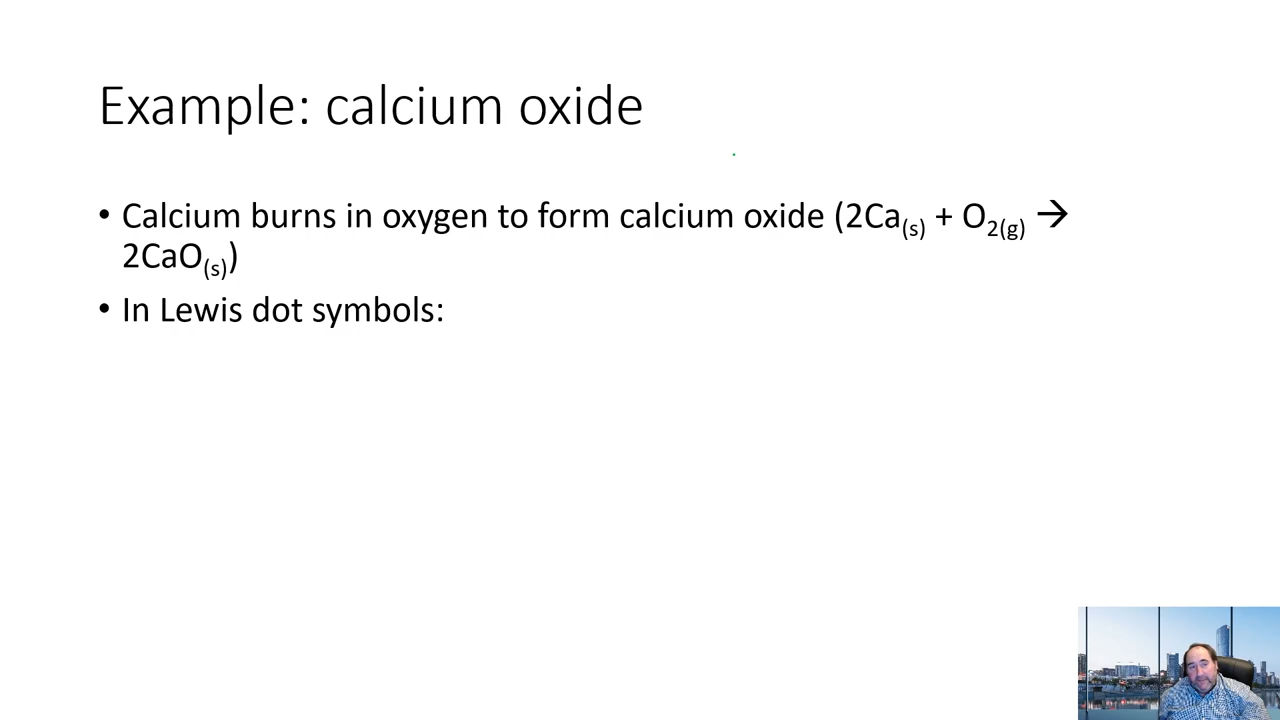 Example: calcium oxide
• Calcium burns in oxygen to form calcium oxide (2Ca₍s₎ + O₂₍g₎ →
2CaO₍s₎)
• In Lewis dot symbols: